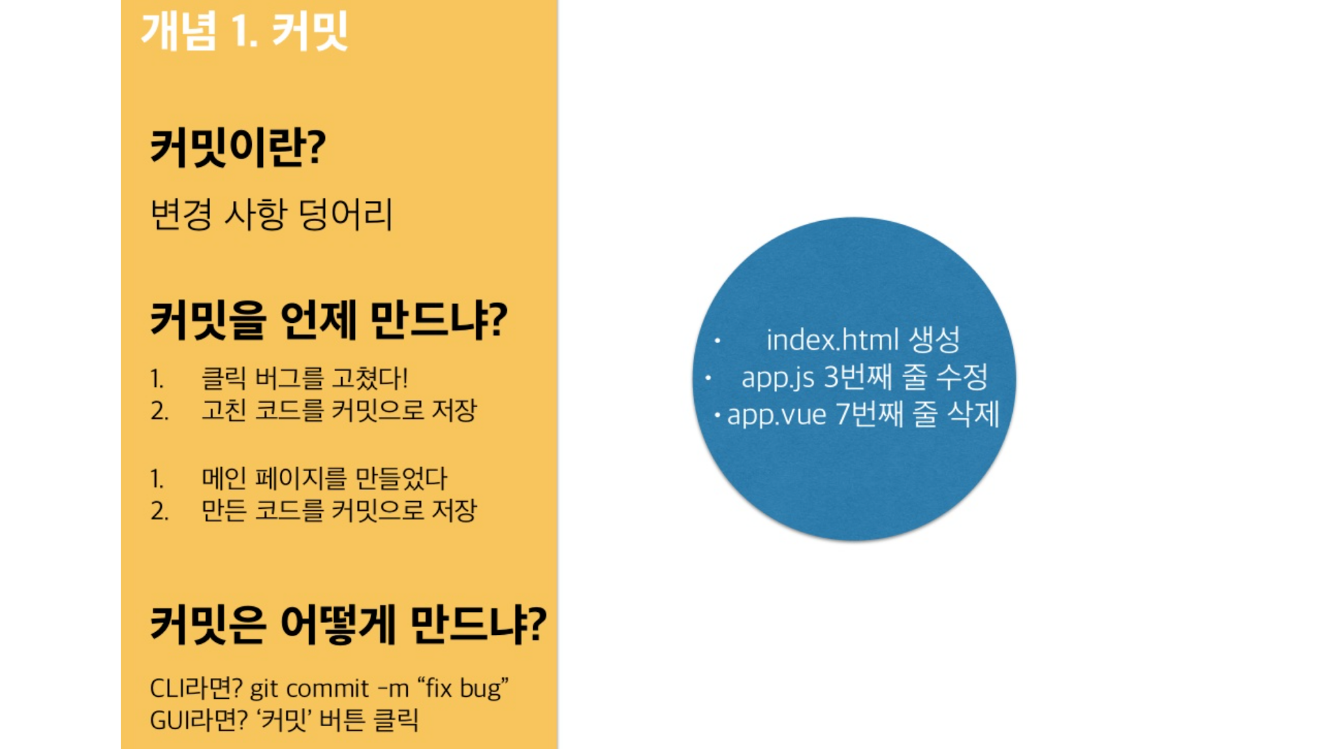 개념 1. 커밋
커밋이란?
변경 사항 덩어리
커밋을 언제 만드냐?
1. 클릭 버그를 고쳤다!
2. 고친 코드를 커밋으로 저장
1. 메인 페이지를 만들었다
2. 만든 코드를 커밋으로 저장
커밋은 어떻게 만드냐?
CLI라면? git commit -m “fix bug”
GUI라면? ‘커밋’ 버튼 클릭
• index.html 생성
• app.js 3번째 줄 수정
• app.vue 7번째 줄 삭제